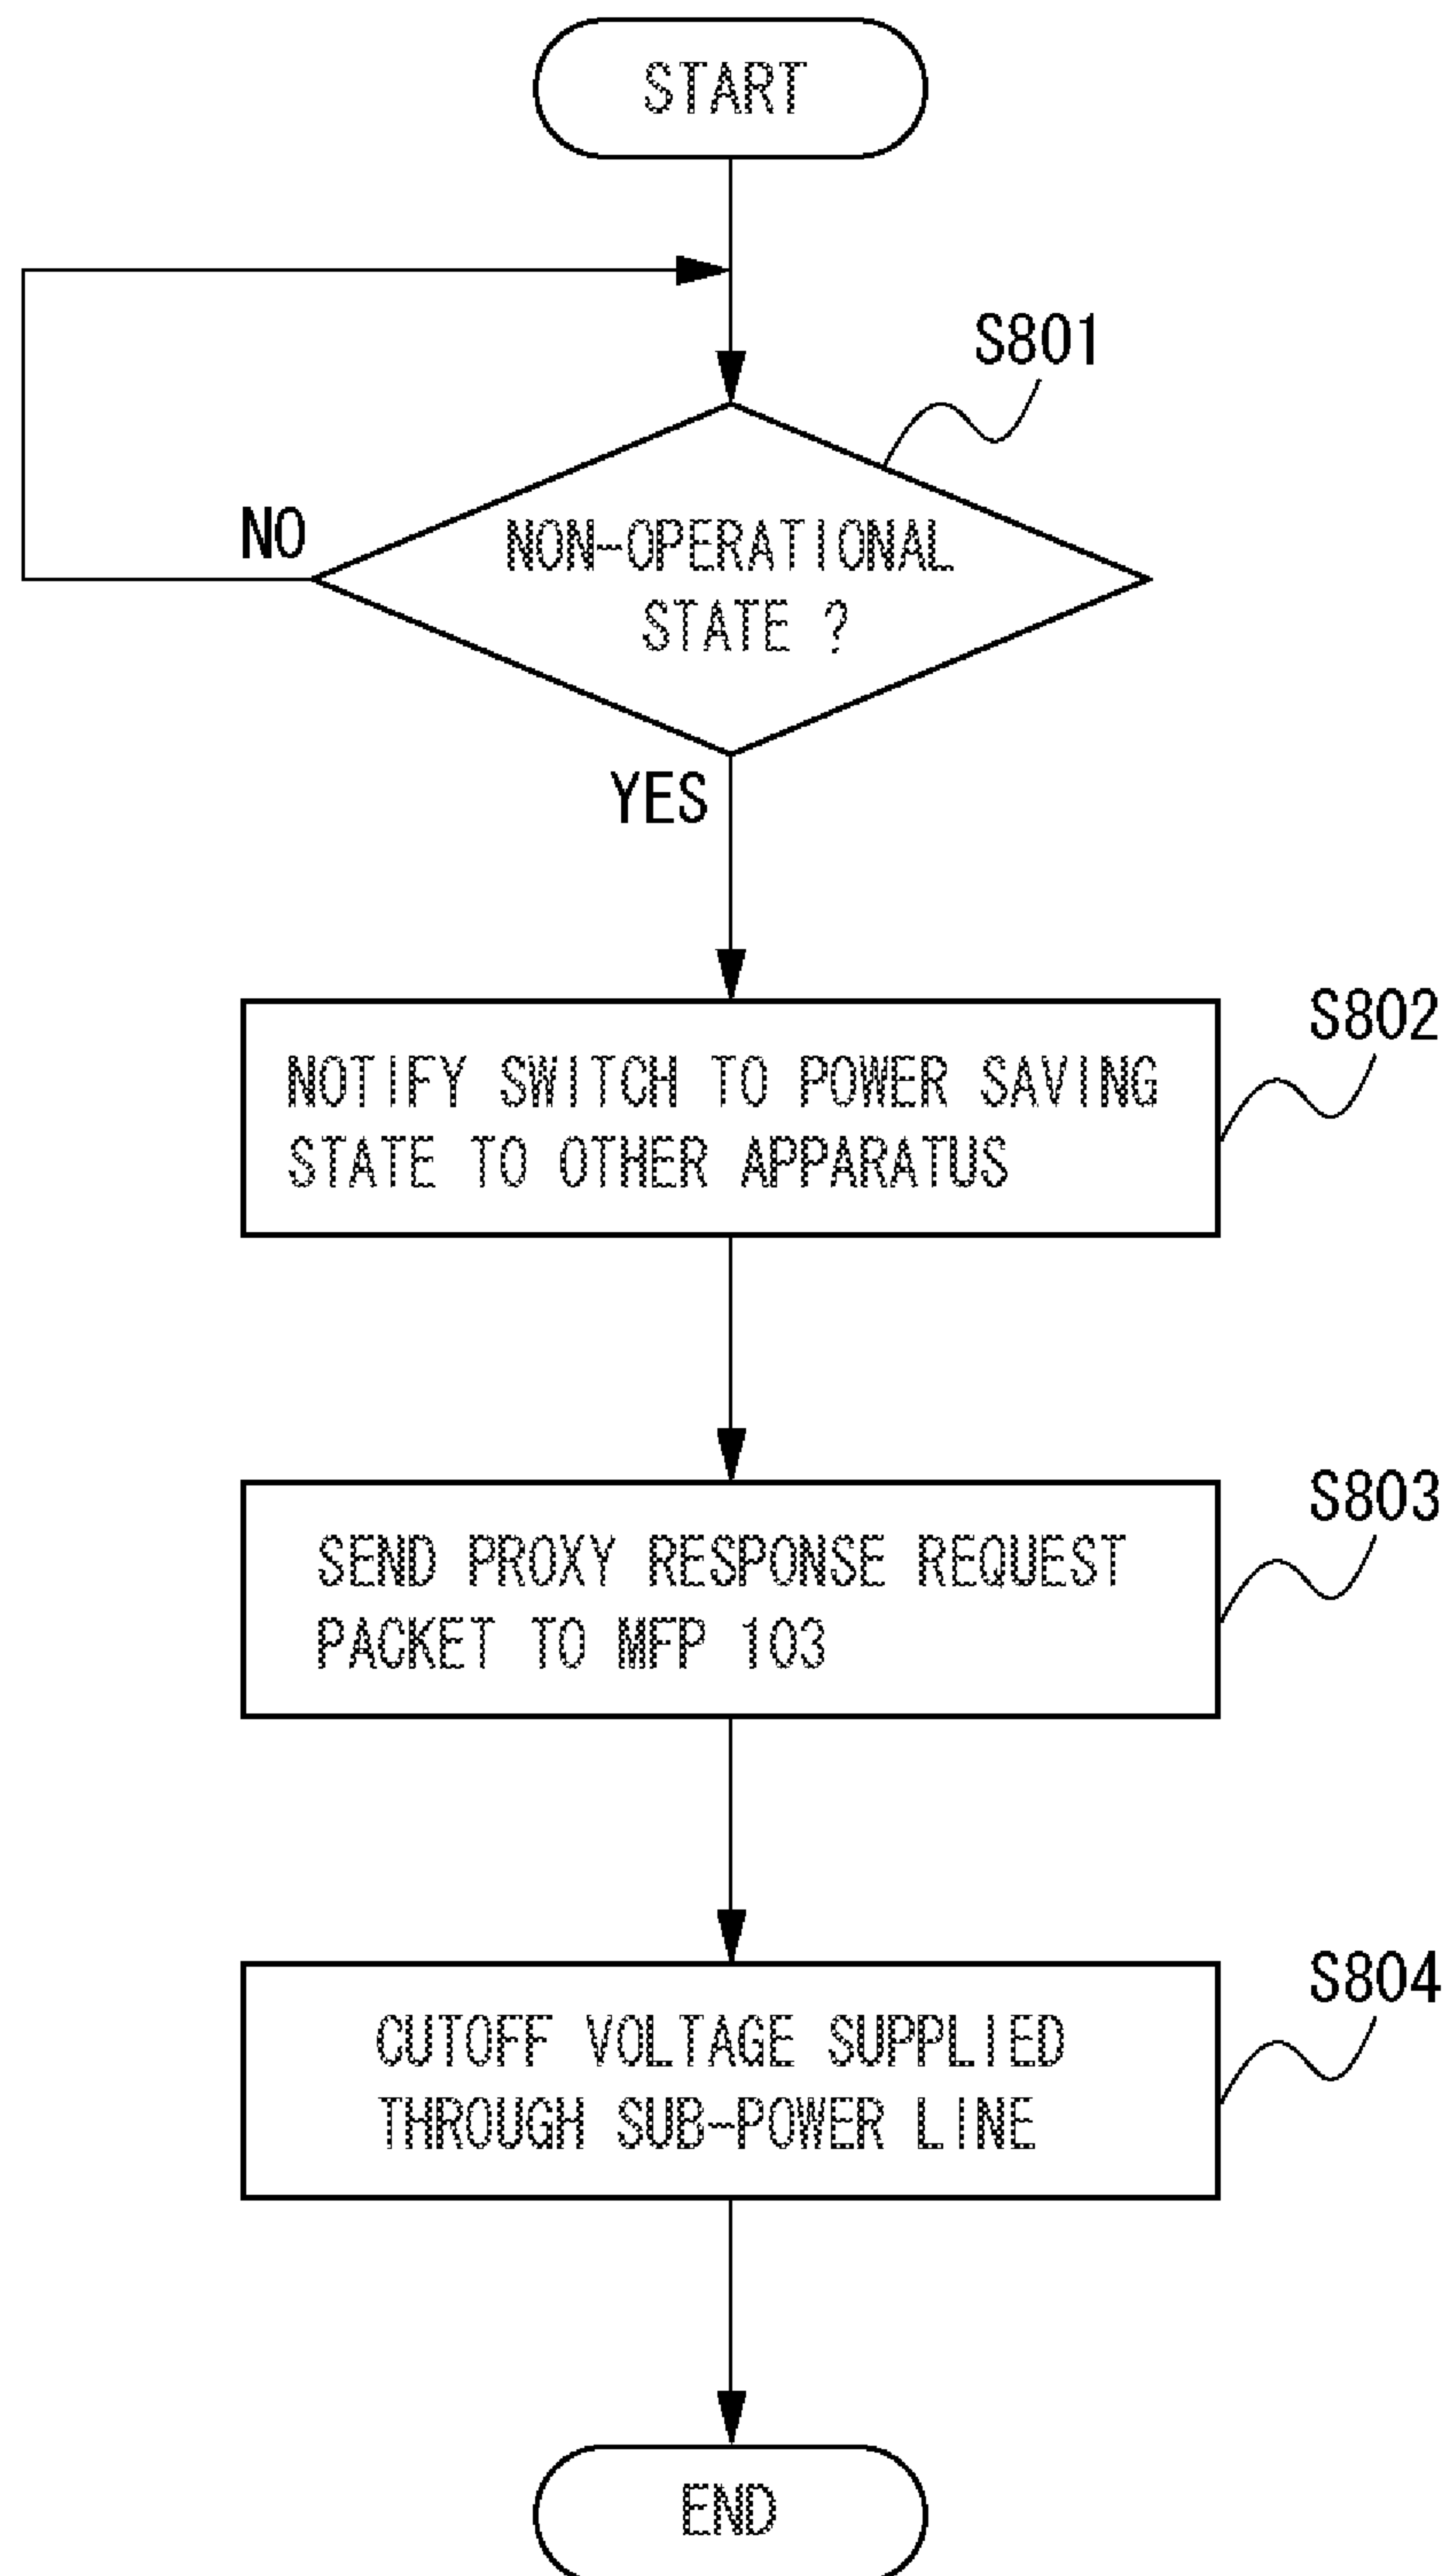 START
S801
NO
NON-OPERATIONAL
STATE ?
YES
S802
NOTIFY SWITCH TO POWER SAVING
STATE TO OTHER APPARATUS
S803
SEND PROXY RESPONSE REQUEST
PACKET TO MFP 103
S804
CUTOFF VOLTAGE SUPPLIED
THROUGH SUB-POWER LINE
END